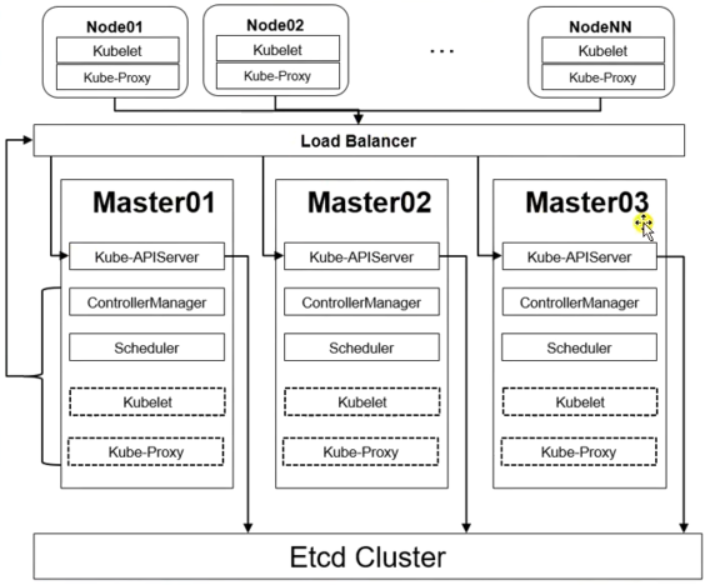 Node01
Kubelet
Kube-Proxy
Node02
Kubelet
Kube-Proxy
...
NodeNN
Kubelet
Kube-Proxy
Load Balancer
Master01
Kube-APIServer
ControllerManager
Scheduler
Kubelet
Kube-Proxy
Master02
Kube-APIServer
ControllerManager
Scheduler
Kubelet
Kube-Proxy
Master03
Kube-APIServer
ControllerManager
Scheduler
Kubelet
Kube-Proxy
Etcd Cluster